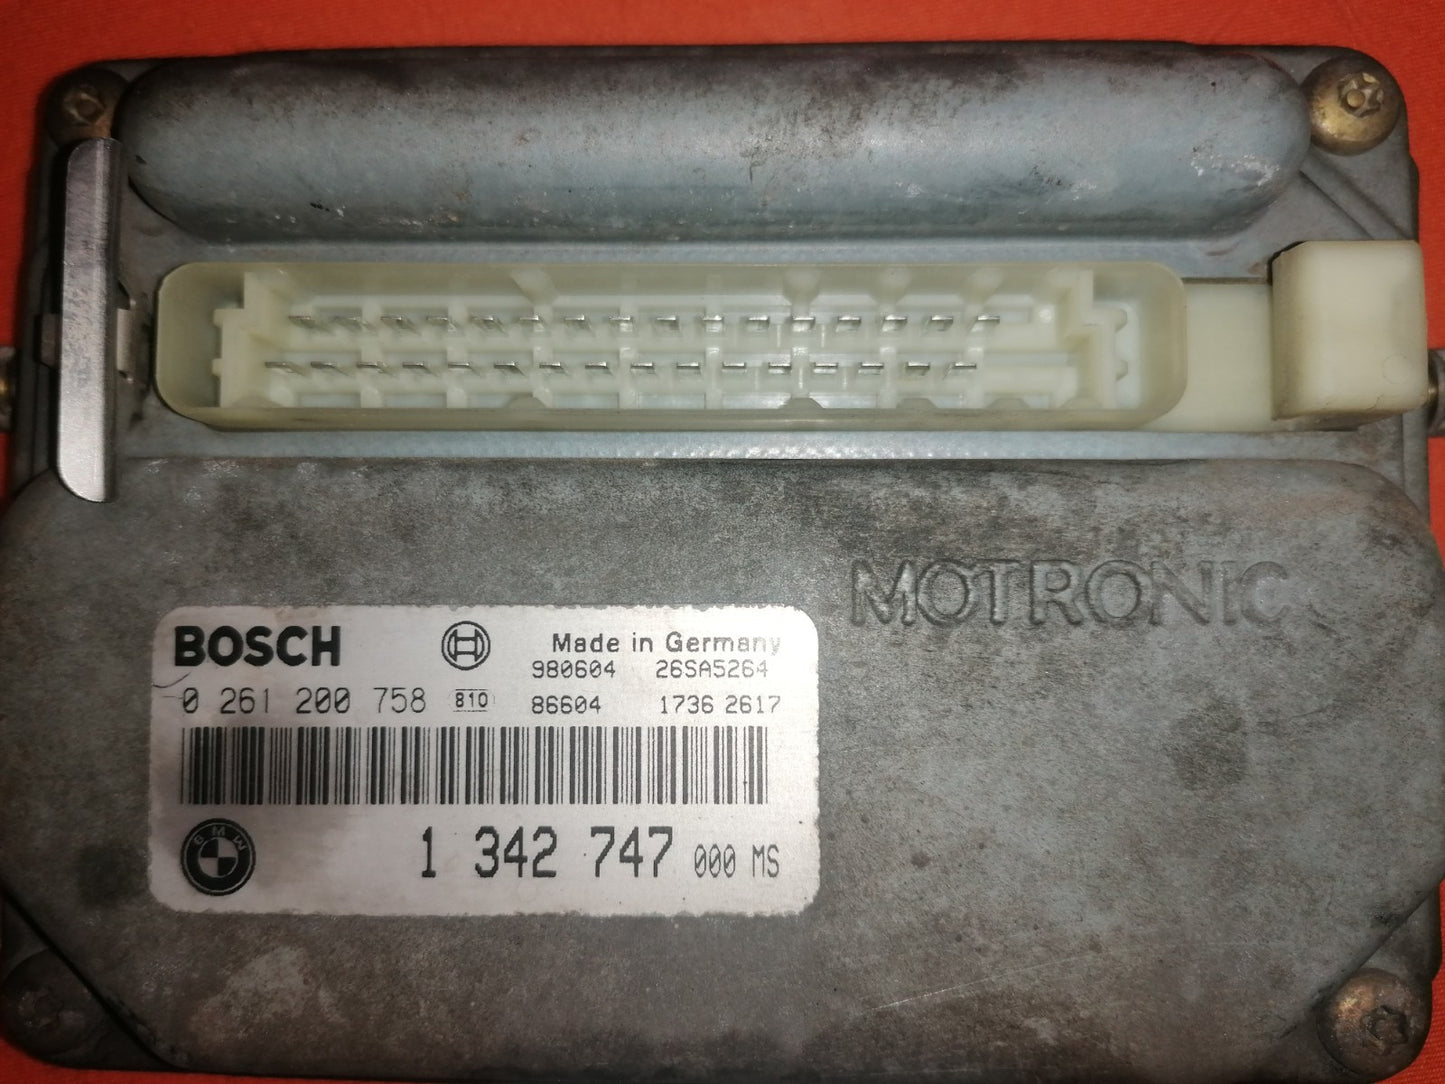 MOTRONIC
BOSCH Made in Germany
980604 26SA5264
0 261 200 758 810 86604 1736 2617
BMW
1 342 747 000 MS